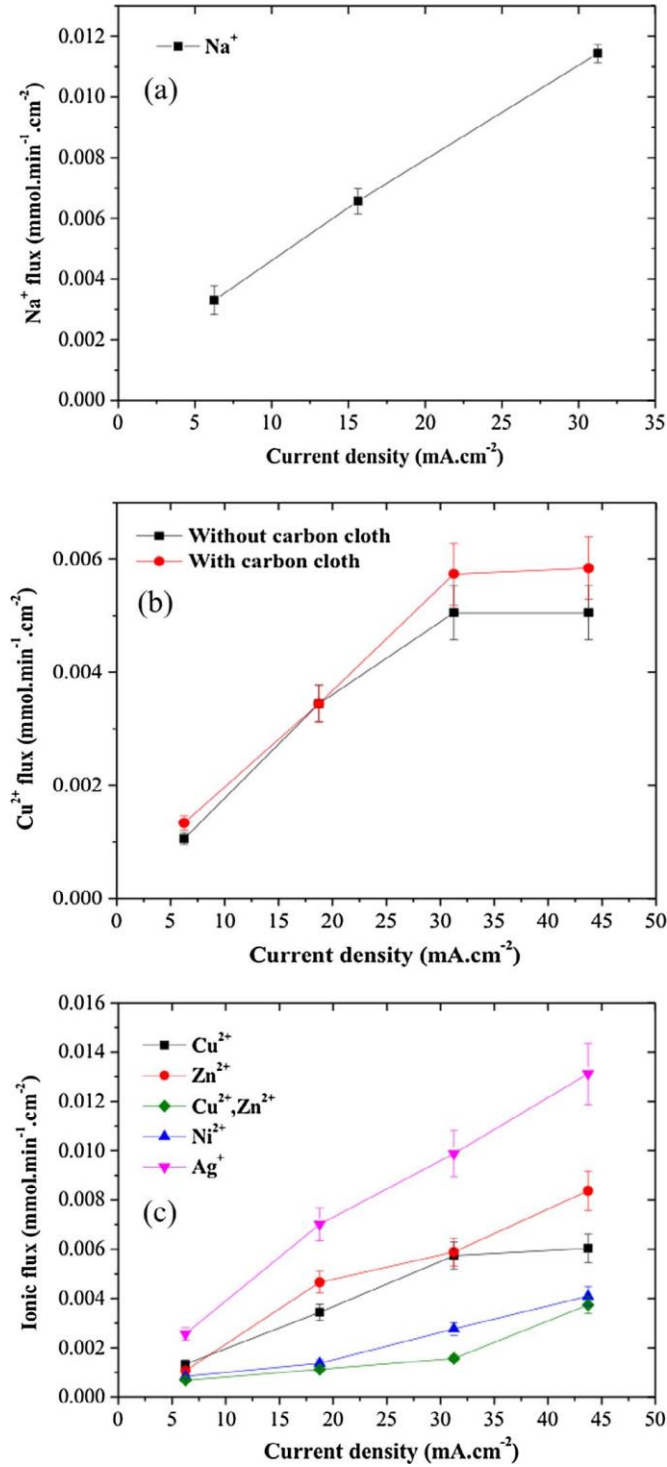 0.012
0.010
0.008
0.006
0.004
0.002
0.000
Na⁺ flux (mmol.min⁻¹.cm⁻²)
Na⁺
(a)
0 5 10 15 20 25 30 35
Current density (mA.cm⁻²)
0.006
0.004
0.002
0.000
Cu²⁺ flux (mmol.min⁻¹.cm⁻²)
Without carbon cloth
With carbon cloth
(b)
0 5 10 15 20 25 30 35 40 45 50
Current density (mA.cm⁻²)
0.016
0.014
0.012
0.010
0.008
0.006
0.004
0.002
0.000
Ionic flux (mmol.min⁻¹.cm⁻²)
Cu²⁺
Zn²⁺
Cu²⁺,Zn²⁺
Ni²⁺
Ag⁺
(c)
0 5 10 15 20 25 30 35 40 45 50
Current density (mA.cm⁻²)